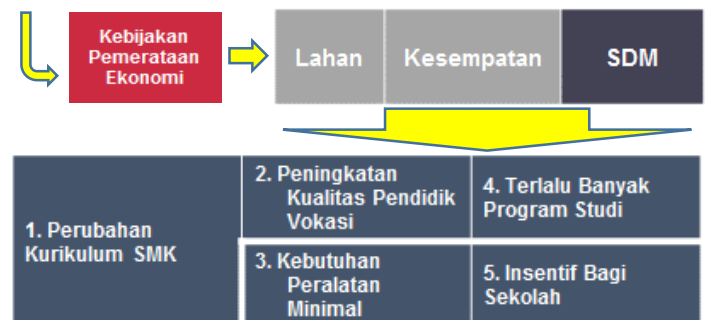 Kebijakan
Pemerataan
Ekonomi
Lahan
Kesempatan
SDM
1. Perubahan
Kurikulum SMK
2. Peningkatan
Kualitas Pendidik
Vokasi
3. Kebutuhan
Peralatan
Minimal
4. Terlalu Banyak
Program Studi
5. Insentif Bagi
Sekolah